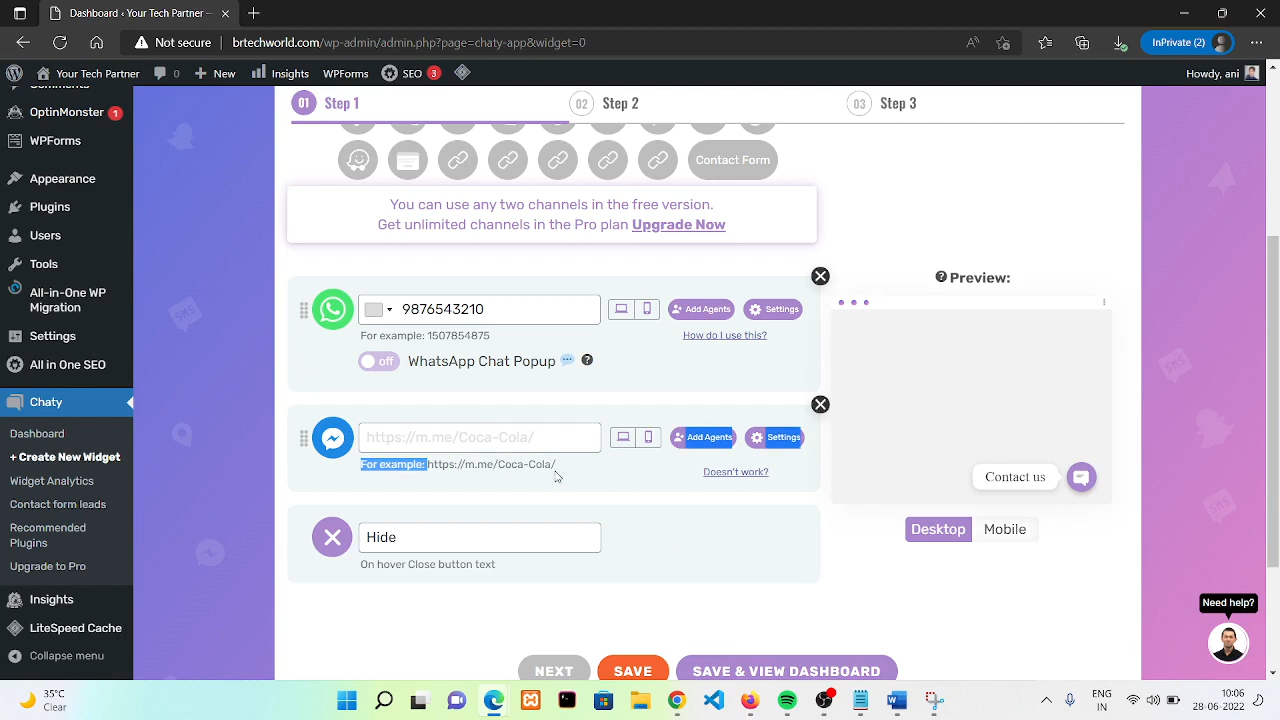 Your Tech Partner
Not secure
brtechworld.com/wp-admin/admin.php?page=chaty-app&widget=0
InPrivate (2)
Your Tech Partner
0
New
Insights
WPForms
SEO
3
Howdy, ani
OptinMonster
1
WPForms
Appearance
Plugins
Users
Tools
All-in-One WP
Migration
Settings
All in One SEO
Chaty
Dashboard
+ Create New Widget
Widget Analytics
Contact form leads
Recommended
Plugins
Upgrade to Pro
Insights
LiteSpeed Cache
Collapse menu
01
Step 1
02
Step 2
03
Step 3
Contact Form
You can use any two channels in the free version.
Get unlimited channels in the Pro plan Upgrade Now
9876543210
Add Agents
Settings
For example: 1507854875
How do I use this?
off
WhatsApp Chat Popup
https://m.me/Coca-Cola/
Add Agents
Settings
For example: https://m.me/Coca-Cola/
Doesn't work?
Hide
On hover Close button text
Preview:
Contact us
Desktop
Mobile
Need help?
NEXT
SAVE
SAVE & VIEW DASHBOARD
35°C
Clear
ENG
IN
10:06
28-06-2022